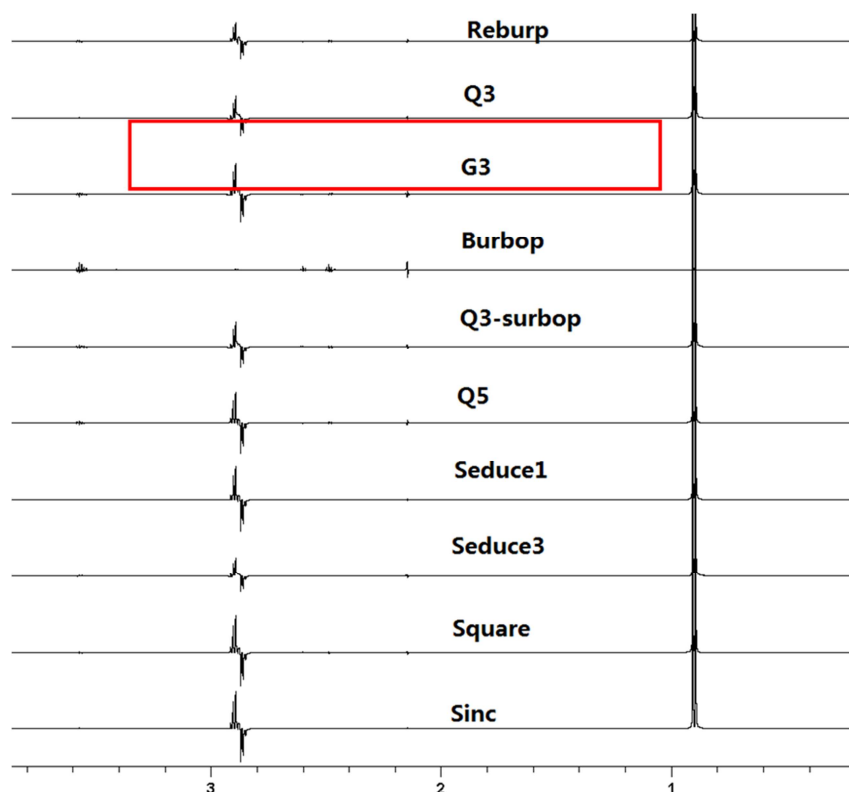 Reburp
Q3
G3
Burbop
Q3-surbop
Q5
Seduce1
Seduce3
Square
Sinc
3 2 1